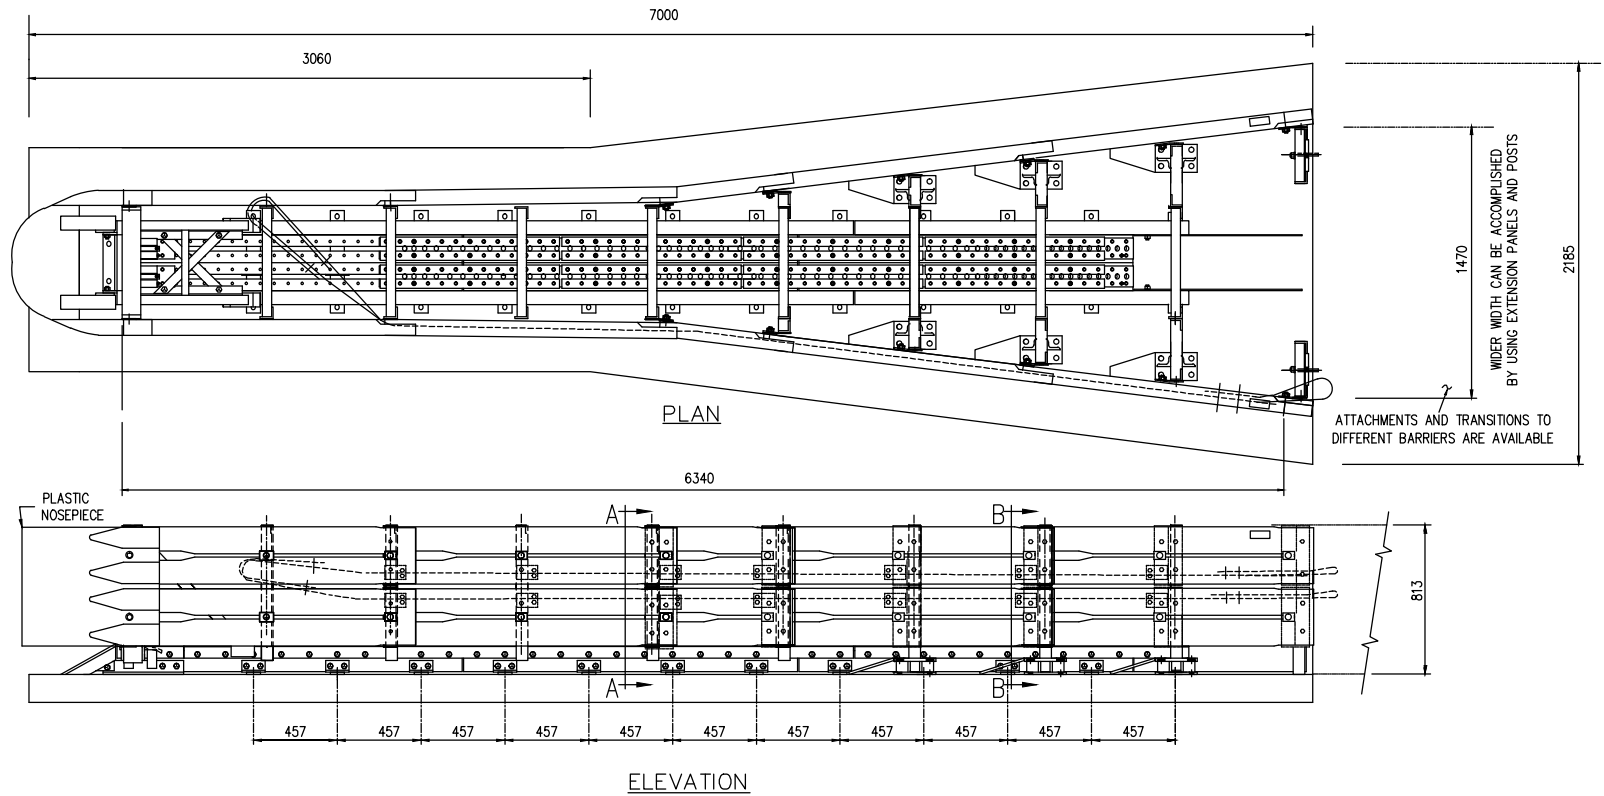 7000
3060
1470
WIDER WIDTH CAN BE ACCOMPLISHED
BY USING EXTENSION PANELS AND POSTS
2185
PLAN
ATTACHMENTS AND TRANSITIONS TO
DIFFERENT BARRIERS ARE AVAILABLE
6340
PLASTIC
NOSEPIECE
A
B
813
A
B
457 457 457 457 457 457 457 457 457 457 457
ELEVATION